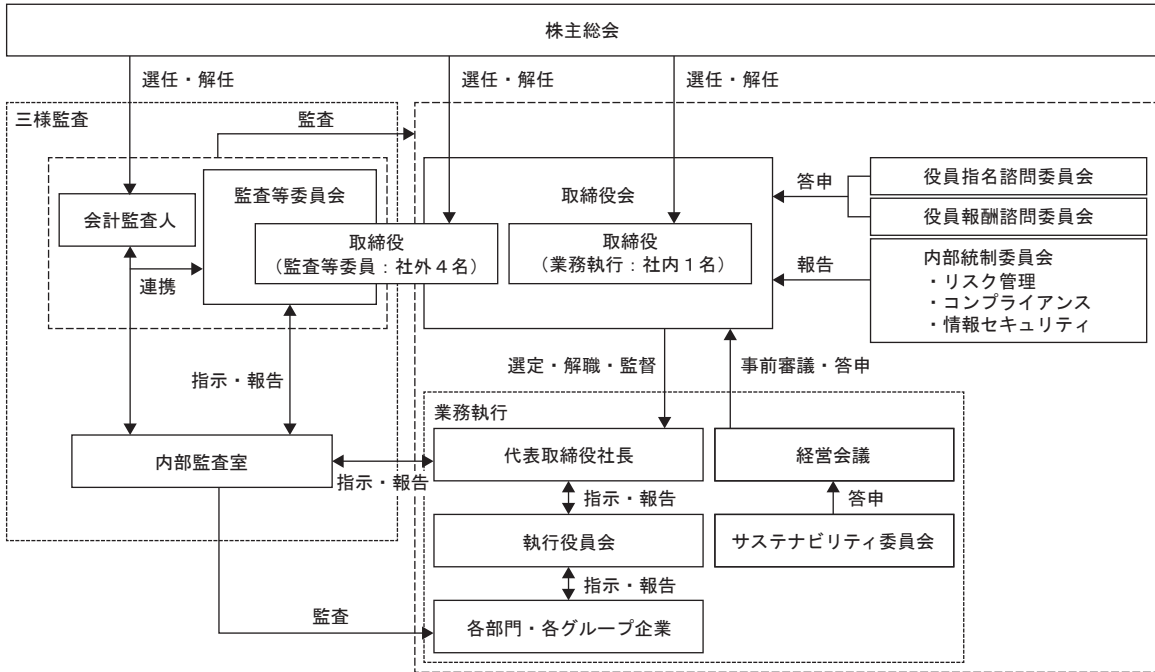 株主総会
選任・解任
選任・解任
選任・解任
三様監査
監査
会計監査人
監査等委員会
取締役
（監査等委員：社外４名）
連携
取締役会
取締役
（業務執行：社内１名）
答申
役員指名諮問委員会
役員報酬諮問委員会
報告
内部統制委員会
・リスク管理
・コンプライアンス
・情報セキュリティ
指示・報告
選定・解職・監督
事前審議・答申
業務執行
内部監査室
指示・報告
代表取締役社長
経営会議
指示・報告
答申
執行役員会
サステナビリティ委員会
指示・報告
監査
各部門・各グループ企業